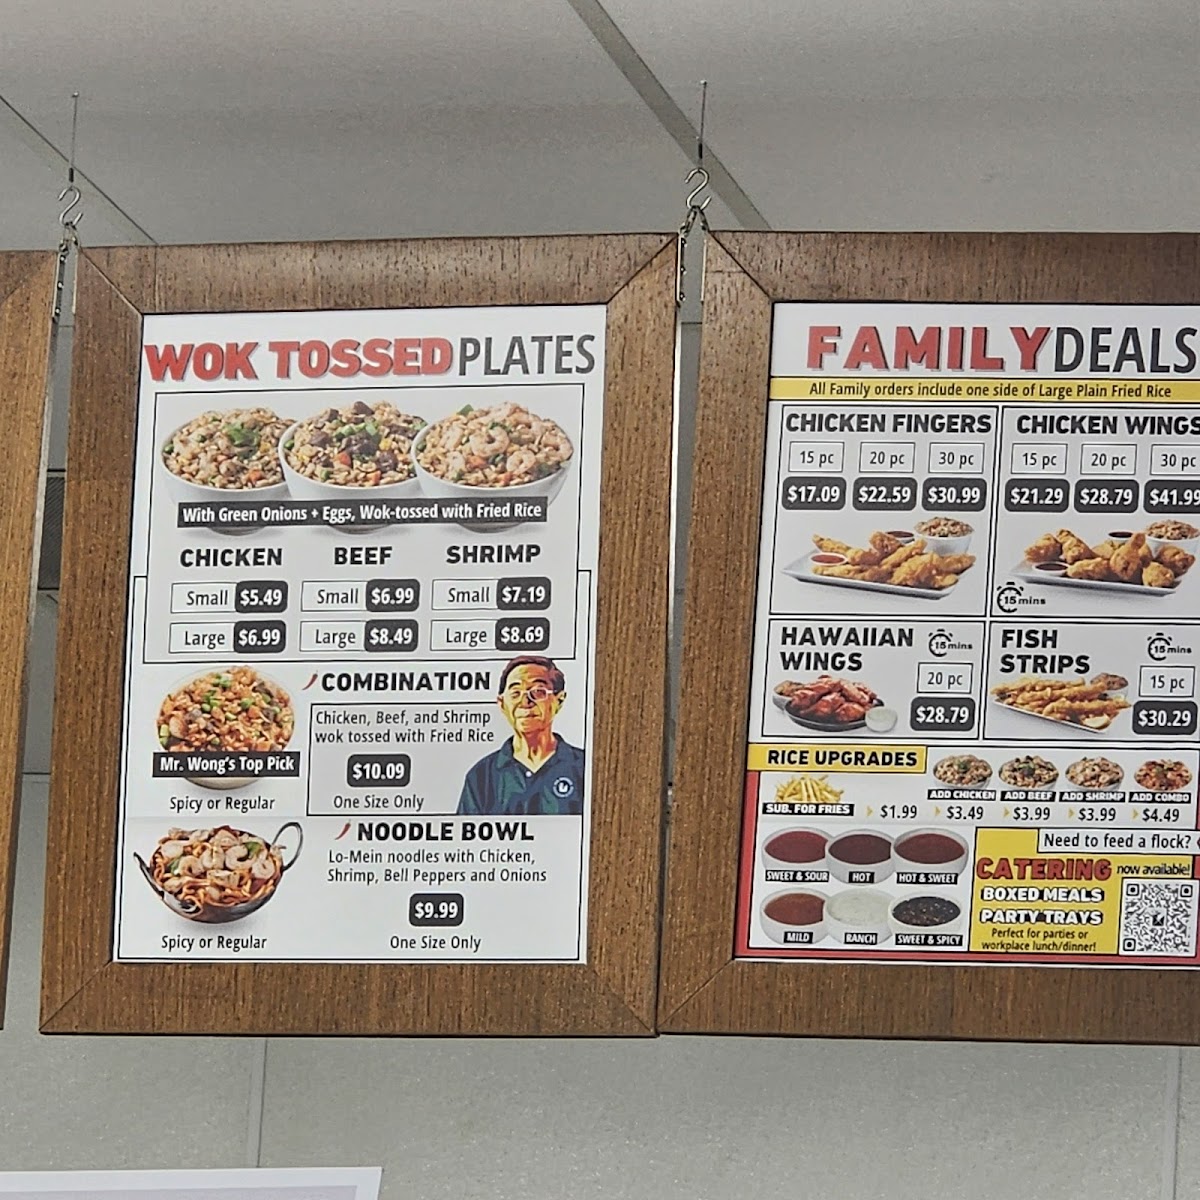 WOK TOSSED PLATES
With Green Onions + Eggs, Wok-tossed with Fried Rice
CHICKEN BEEF SHRIMP
Small $5.49 Small $6.99 Small $7.19
Large $6.99 Large $8.49 Large $8.69
COMBINATION
Chicken, Beef, and Shrimp
wok tossed with Fried Rice
$10.09
One Size Only
Mr. Wong's Top Pick
Spicy or Regular
NOODLE BOWL
Lo-Mein noodles with Chicken,
Shrimp, Bell Peppers and Onions
$9.99
One Size Only
Spicy or Regular
FAMILY DEALS
All Family orders include one side of Large Plain Fried Rice
CHICKEN FINGERS
15 pc 20 pc 30 pc
$17.09 $22.59 $30.99
CHICKEN WINGS
15 pc 20 pc 30 pc
$21.29 $28.79 $41.99
15 mins
HAWAIIAN
WINGS
15 mins
20 pc
$28.79
FISH
STRIPS
15 mins
15 pc
$30.29
RICE UPGRADES
SUB. FOR FRIES $1.99
ADD CHICKEN ADD BEEF ADD SHRIMP ADD COMBO
$3.49 $3.99 $3.99 $4.49
SWEET & SOUR HOT HOT & SWEET
MILD RANCH SWEET & SPICY
Need to feed a flock?
CATERING now available!
BOXED MEALS
PARTY TRAYS
Perfect for parties or
workplace lunch/dinner!